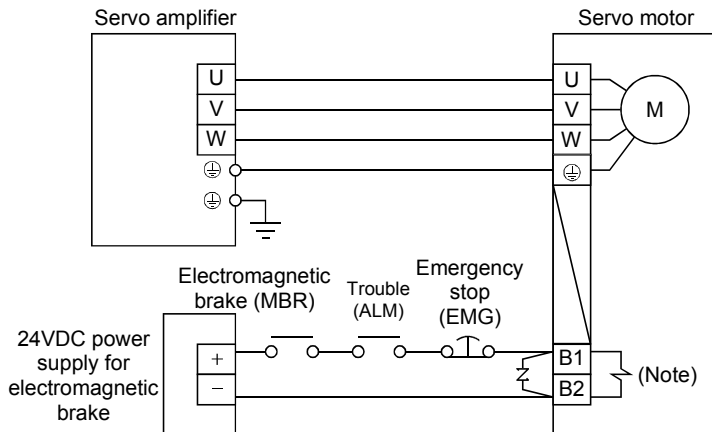 Servo amplifier
Servo motor
U
V
W
U
V
W
M
Electromagnetic
brake (MBR)
Trouble
(ALM)
Emergency
stop
(EMG)
24VDC power
supply for
electromagnetic
brake
+
−
B1
B2
(Note)